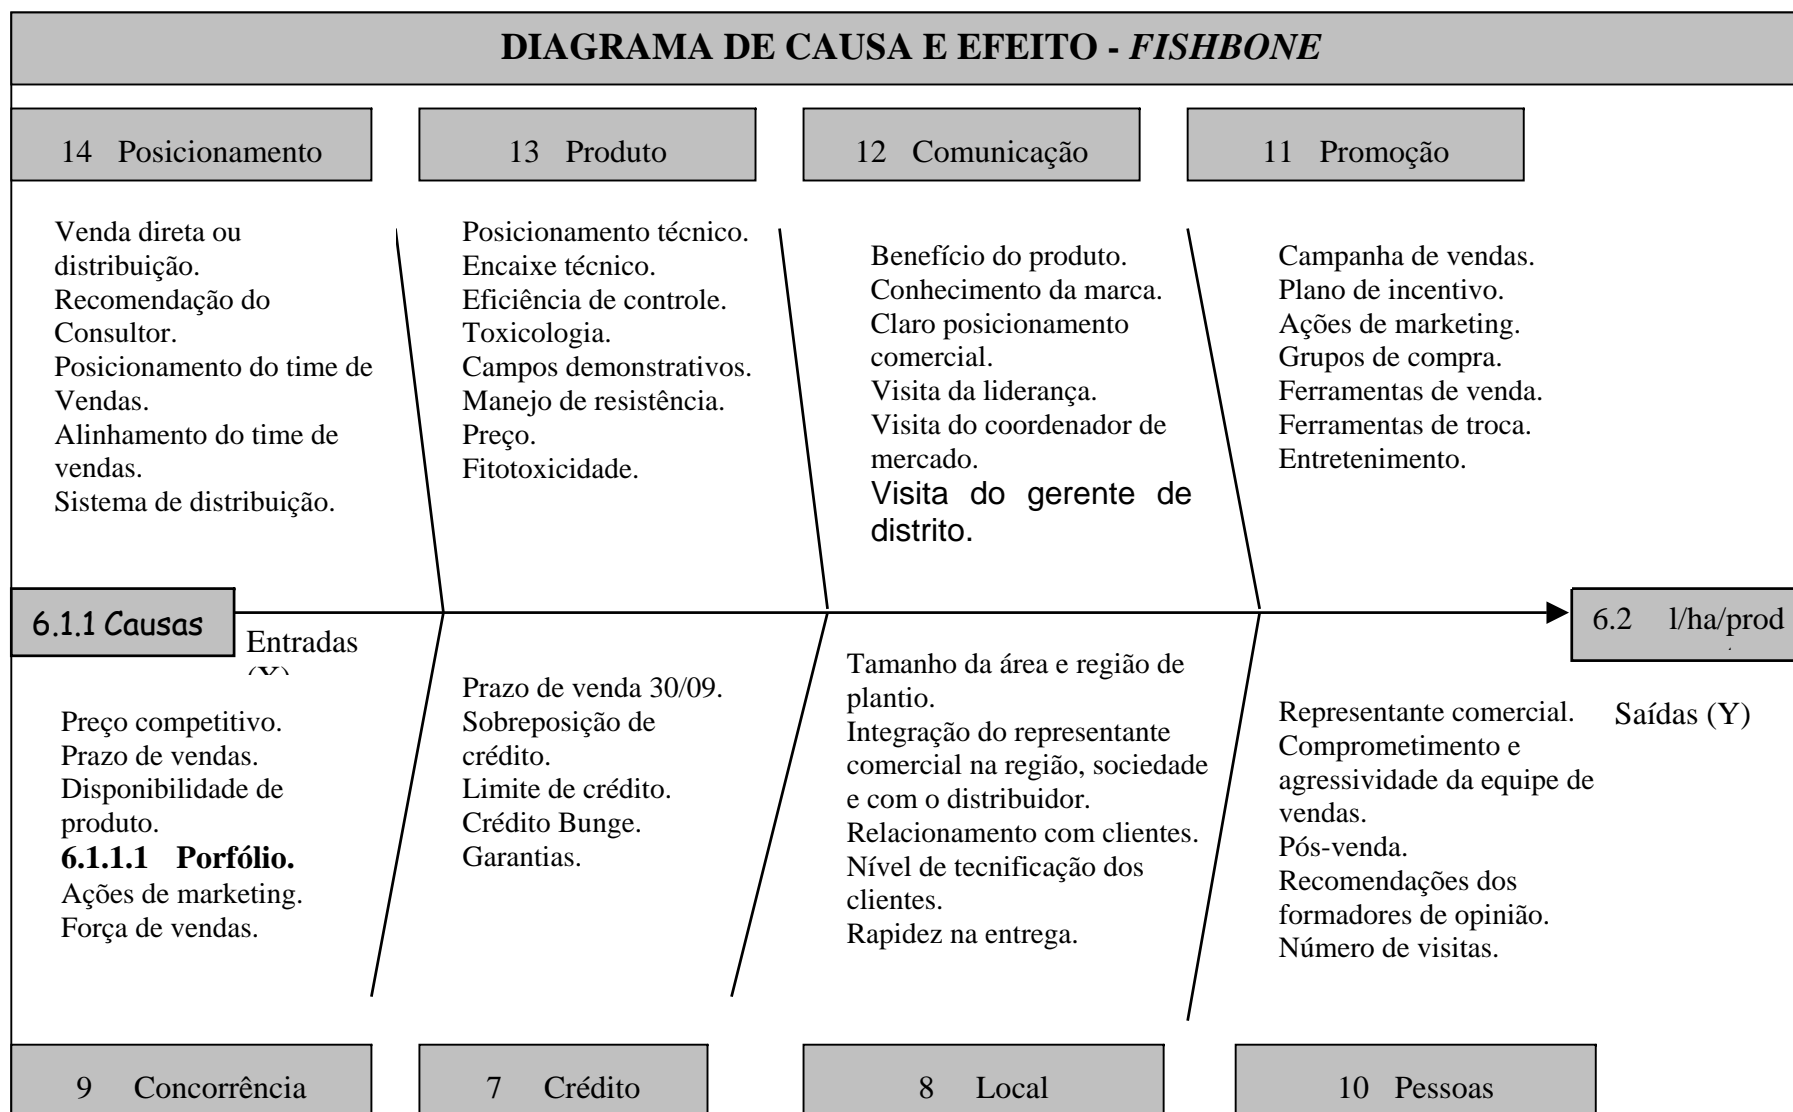 DIAGRAMA DE CAUSA E EFEITO - FISHBONE
14 Posicionamento
13 Produto
12 Comunicação
11 Promoção
Venda direta ou
distribuição.
Recomendação do
Consultor.
Posicionamento do time de
Vendas.
Alinhamento do time de
vendas.
Sistema de distribuição.
Posicionamento técnico.
Encaixe técnico.
Eficiência de controle.
Toxicologia.
Campos demonstrativos.
Manejo de resistência.
Preço.
Fitotoxicidade.
Benefício do produto.
Conhecimento da marca.
Claro posicionamento
comercial.
Visita da liderança.
Visita do coordenador de
mercado.
Visita do gerente de
distrito.
Campanha de vendas.
Plano de incentivo.
Ações de marketing.
Grupos de compra.
Ferramentas de venda.
Ferramentas de troca.
Entretenimento.
6.1.1 Causas
Entradas
(X)
6.2 l/ha/prod
Saídas (Y)
Preço competitivo.
Prazo de vendas.
Disponibilidade de
produto.
6.1.1.1 Porfólio.
Ações de marketing.
Força de vendas.
Prazo de venda 30/09.
Sobreposição de
crédito.
Limite de crédito.
Crédito Bunge.
Garantias.
Tamanho da área e região de
plantio.
Integração do representante
comercial na região, sociedade
e com o distribuidor.
Relacionamento com clientes.
Nível de tecnificação dos
clientes.
Rapidez na entrega.
Representante comercial.
Comprometimento e
agressividade da equipe de
vendas.
Pós-venda.
Recomendações dos
formadores de opinião.
Número de visitas.
9 Concorrência
7 Crédito
8 Local
10 Pessoas